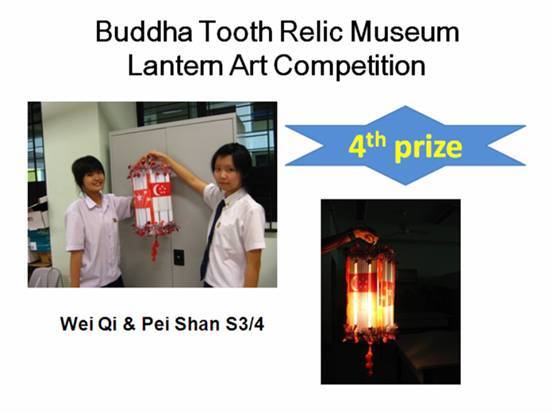 Buddha Tooth Relic Museum
Lantern Art Competition
4th prize
Wei Qi & Pei Shan S3/4